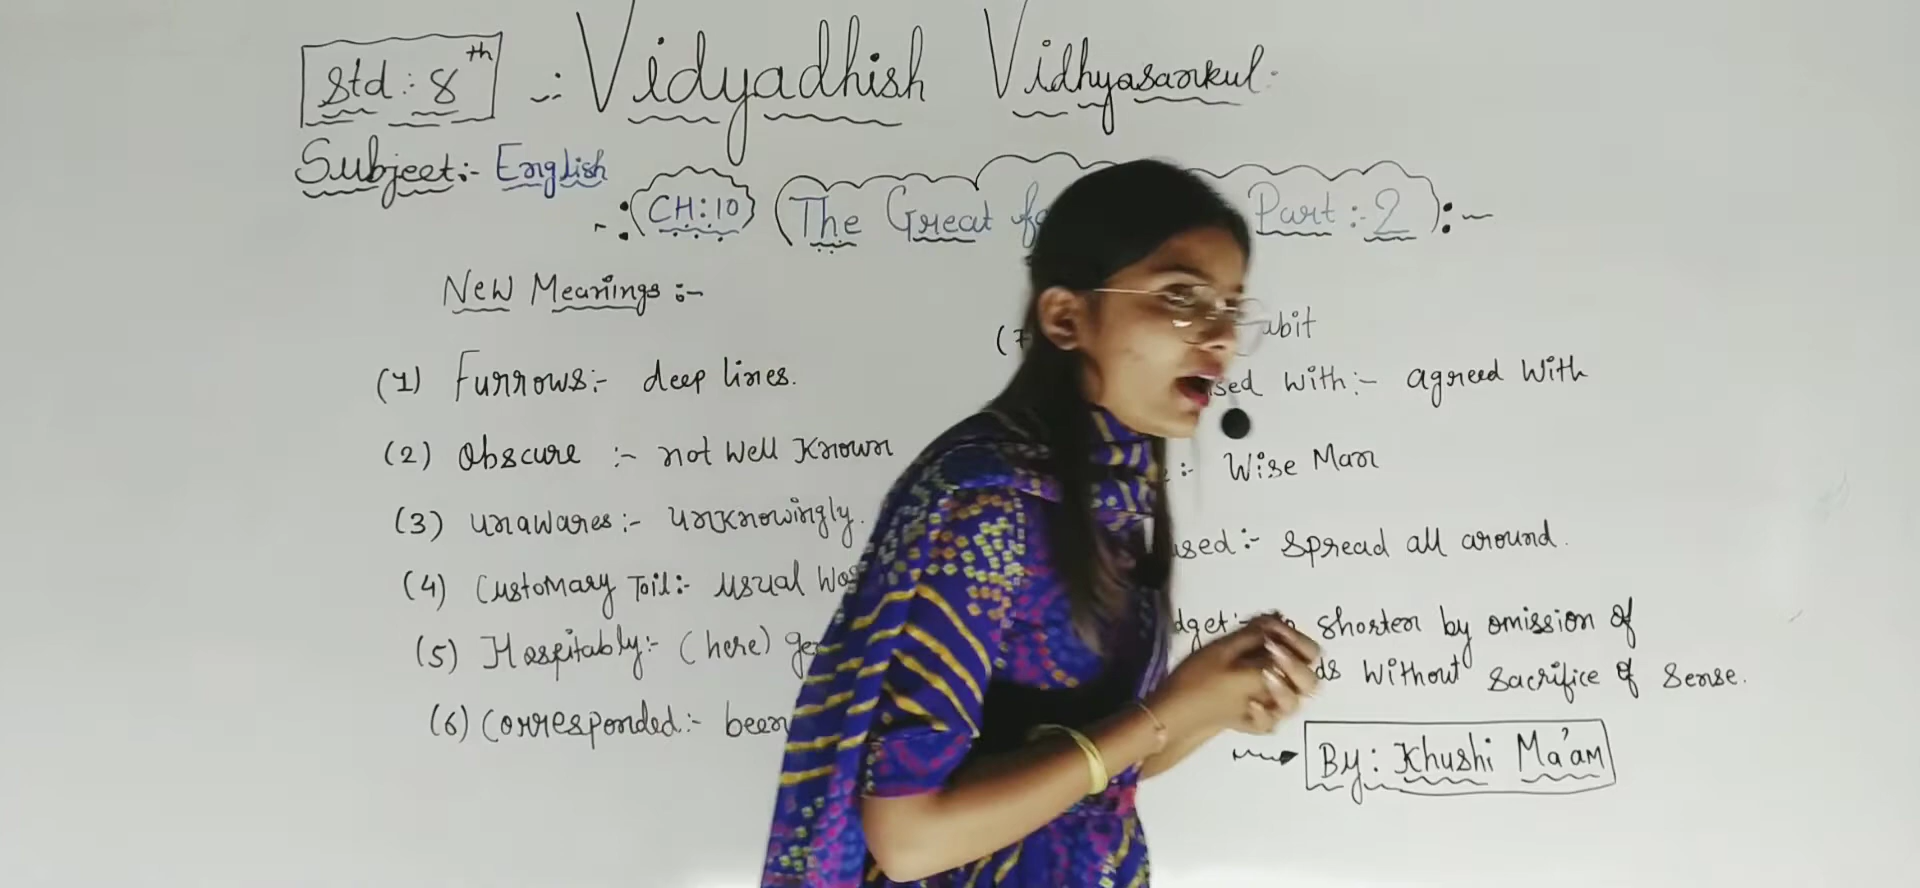 Std : 8th
Vidyadhish Vidhyasankul
Subject:- English
CH:10 (The Great Part :- 2)
New Meanings :-
(1) Furrows:- deep lines.
(2) Obscure :- not well known
(3) unawares:- unknowingly.
(4) Customary Toil:- usual
(5) Hospitably:- (here)
(6) Corresponded:- been
(7
with:- agreed with
:- Wise Man
:- spread all around.
shorten by omission of
without sacrifice of sense.
By: Khushi Ma'am